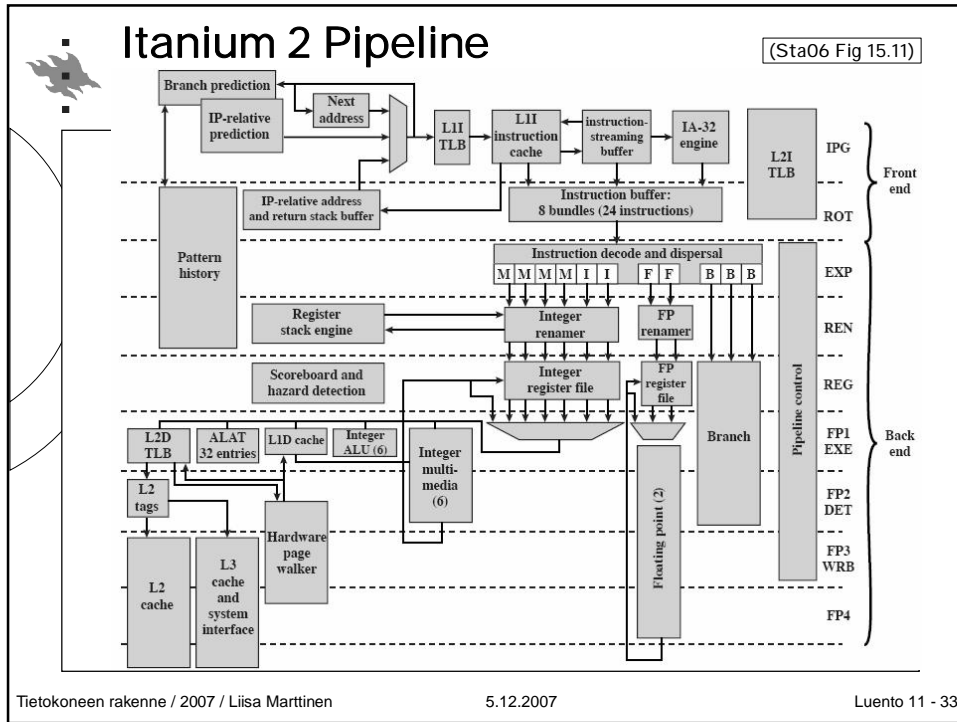 Itanium 2 Pipeline
(Sta06 Fig 15.11)
Branch prediction
IP-relative
prediction
Next
address
L1I
TLB
L1I
instruction
cache
instruction-
streaming
buffer
IA-32
engine
L2I
TLB
IPG
Front
end
IP-relative address
and return stack buffer
Instruction buffer:
8 bundles (24 instructions)
ROT
Pattern
history
Instruction decode and dispersal
M M M M I I F F B B B
EXP
Register
stack engine
Integer
renamer
FP
renamer
REN
Scoreboard and
hazard detection
Integer
register file
FP
register
file
REG
Pipeline control
L2D
TLB
ALAT
32 entries
L1D cache
Integer
ALU (6)
Integer
multi-
media
(6)
Branch
FP1
EXE
Back
end
L2
tags
Hardware
page
walker
Floating point (2)
FP2
DET
L2
cache
L3
cache
and
system
interface
FP3
WRB
FP4
Tietokoneen rakenne / 2007 / Liisa Marttinen
5.12.2007
Luento 11 - 33